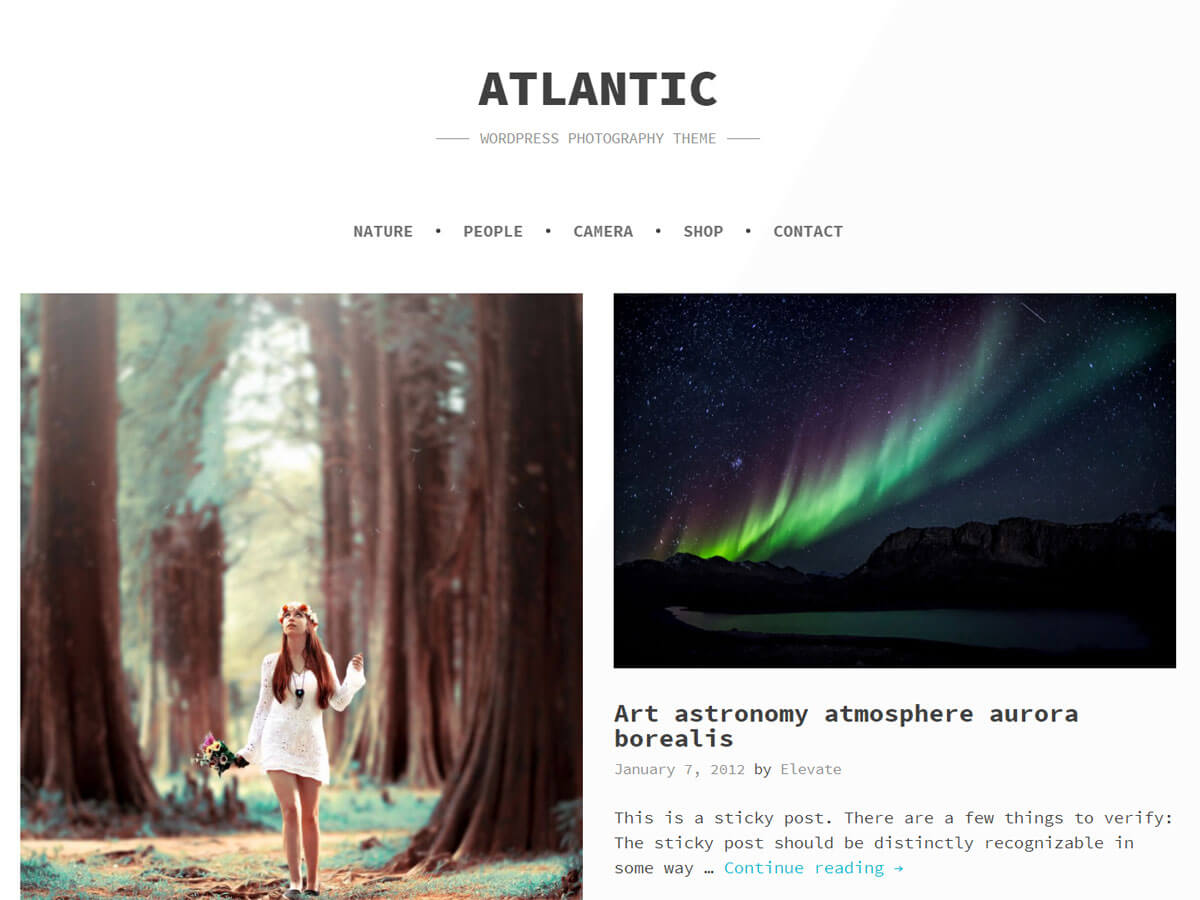 ATLANTIC
WORDPRESS PHOTOGRAPHY THEME
NATURE • PEOPLE • CAMERA • SHOP • CONTACT
Art astronomy atmosphere aurora
borealis
January 7, 2012 by Elevate
This is a sticky post. There are a few things to verify:
The sticky post should be distinctly recognizable in
some way … Continue reading →